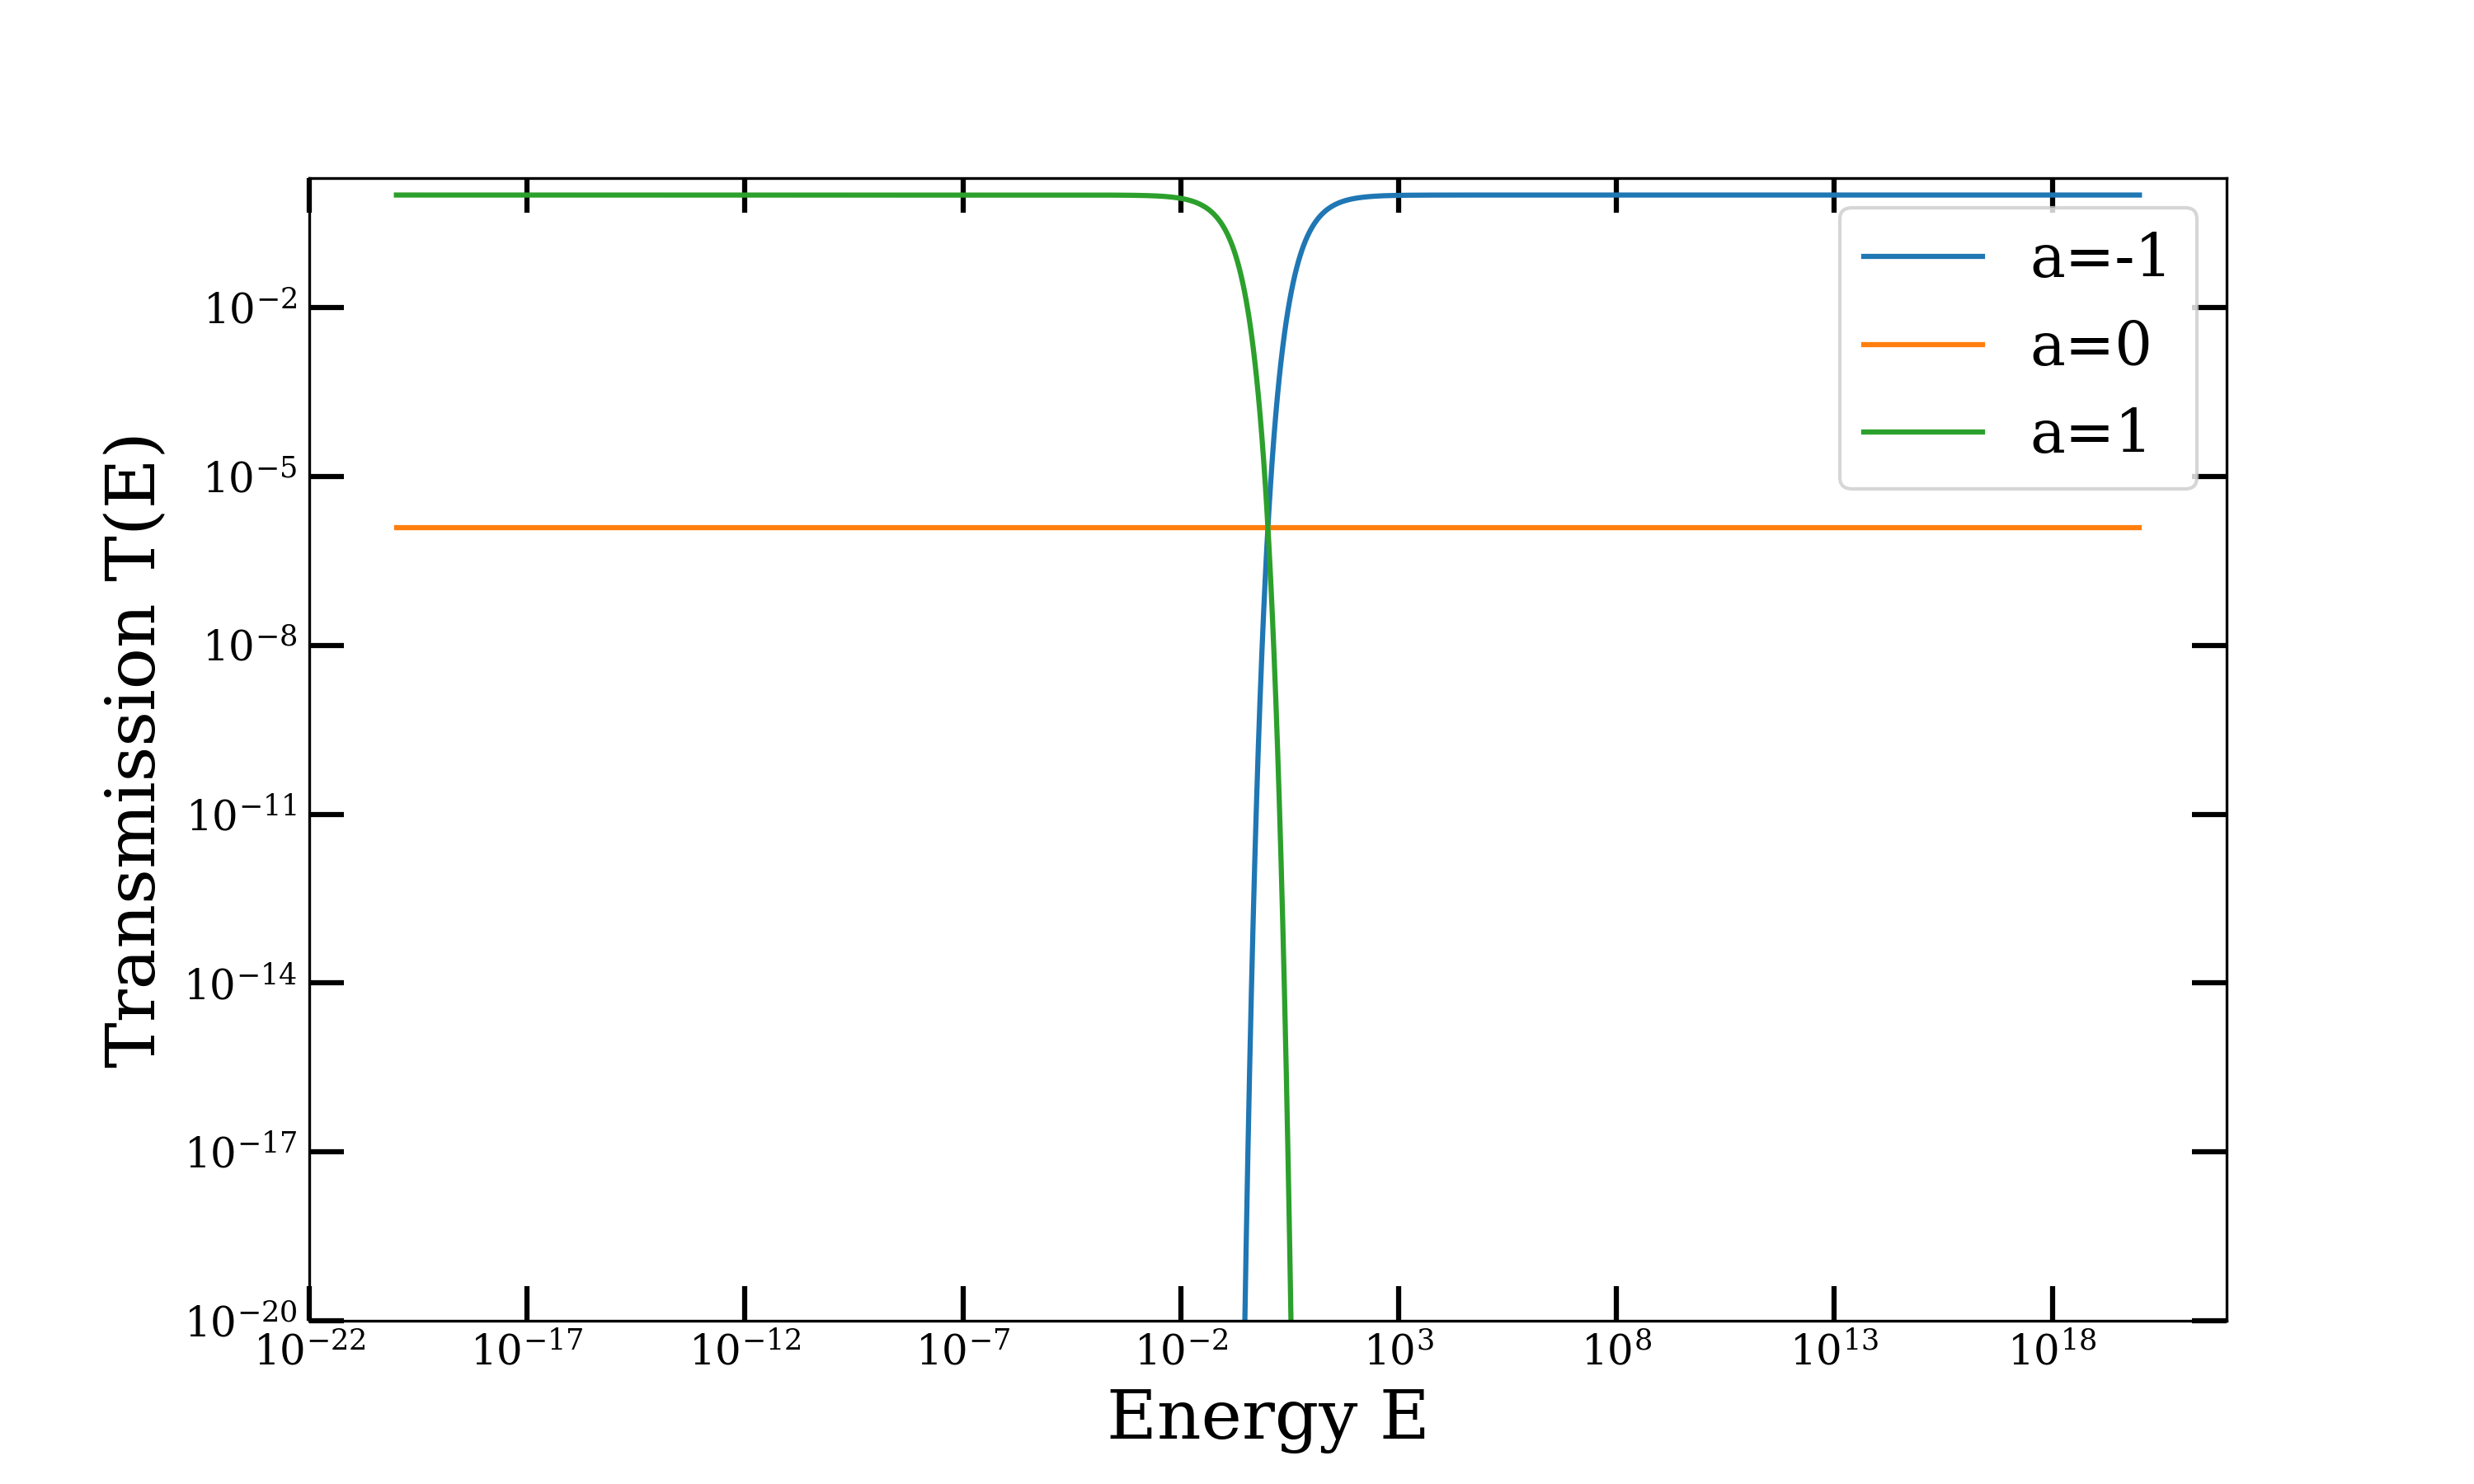 a=-1
a=0
a=1
Transmission T(E)
10⁻²
10⁻⁵
10⁻⁸
10⁻¹¹
10⁻¹⁴
10⁻¹⁷
10⁻²⁰
10⁻²² 10⁻¹⁷ 10⁻¹² 10⁻⁷ 10⁻² 10³ 10⁸ 10¹³ 10¹⁸
Energy E